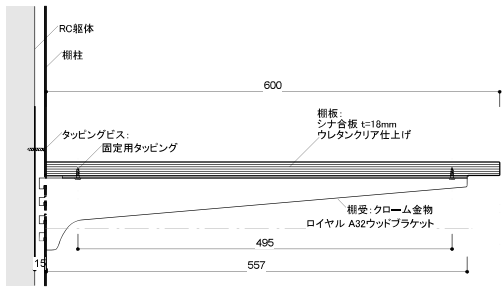 RC躯体
棚柱
600
棚板:
シナ合板 t=18mm
ウレタンクリア仕上げ
タッピングビス:
固定用タッピング
棚受:クローム金物
ロイヤル A32ウッドブラケット
495
15
557